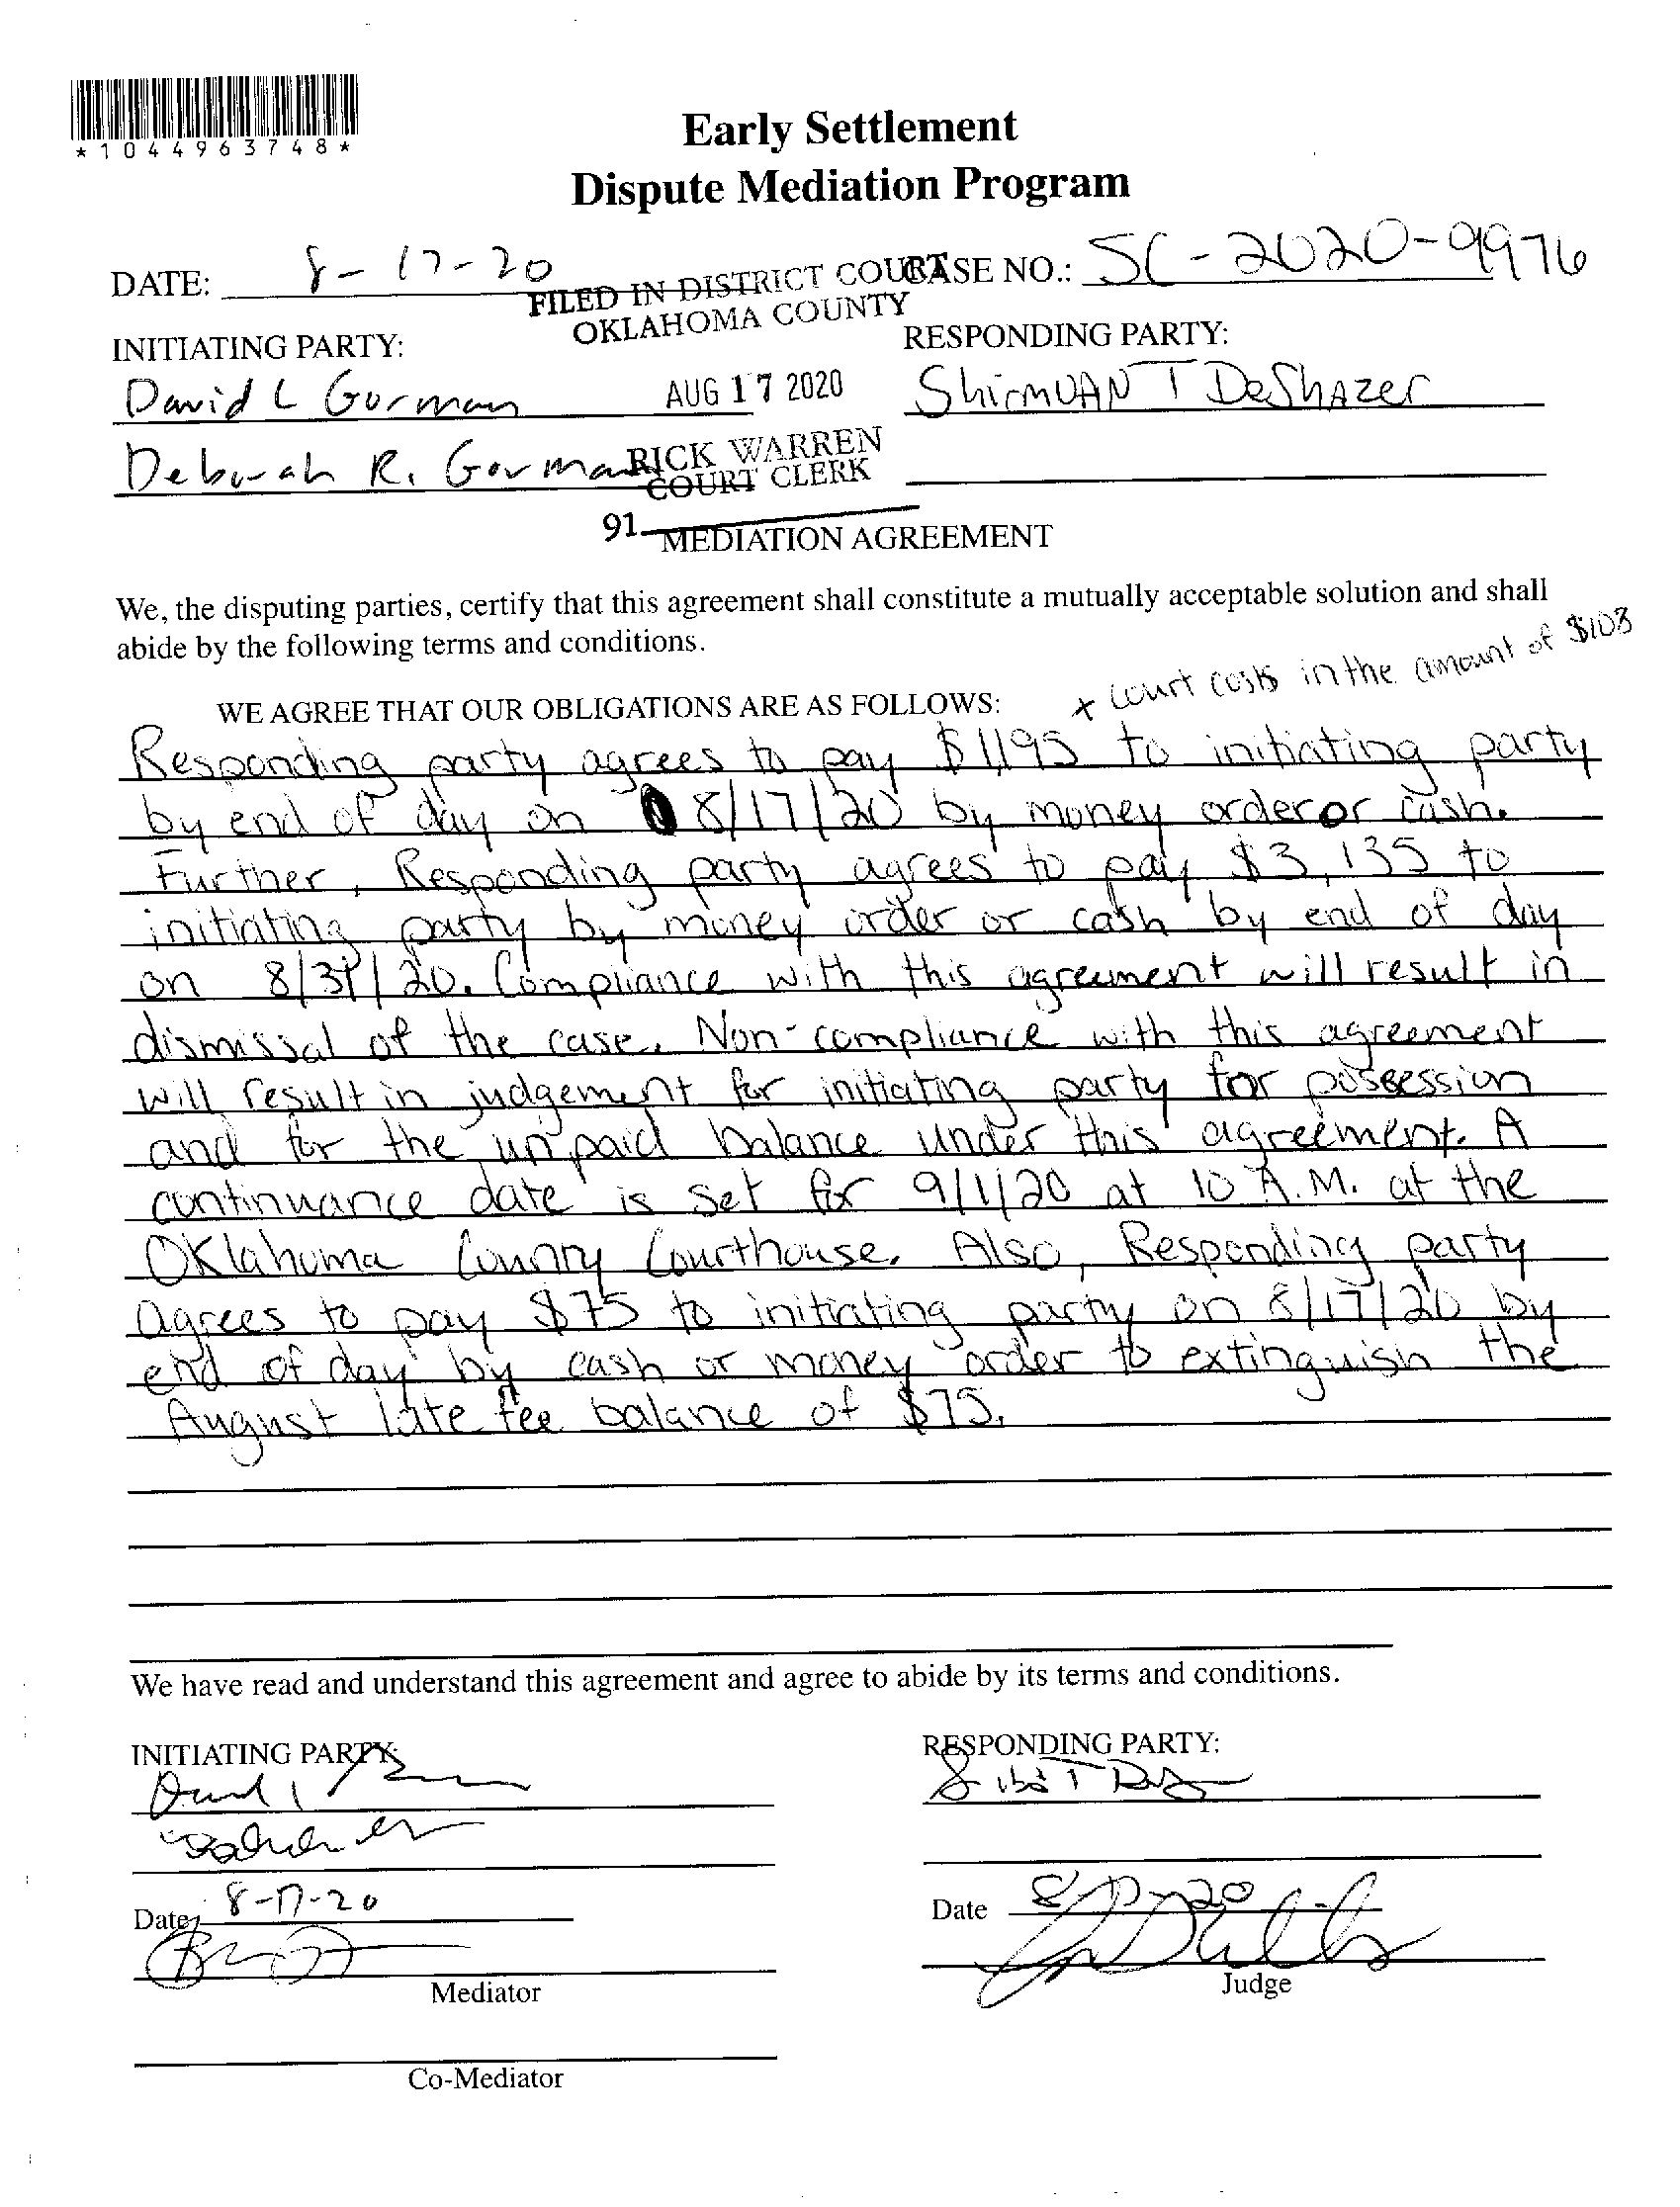 *1044963748*
Early Settlement
Dispute Mediation Program
DATE: 8-17-20
CASE NO.: SC-2020-9976
FILED IN DISTRICT COURT
OKLAHOMA COUNTY
INITIATING PARTY:
RESPONDING PARTY:
David L Gorman
AUG 17 2020
ShirmUAN T DeShAzer
Deborah R. Gorman
RICK WARREN
COURT CLERK
91
MEDIATION AGREEMENT
We, the disputing parties, certify that this agreement shall constitute a mutually acceptable solution and shall
abide by the following terms and conditions.
+ court costs in the amount of $108
WE AGREE THAT OUR OBLIGATIONS ARE AS FOLLOWS:
Responding party agrees to pay $1,195 to initiating party
by end of day on 8/17/20 by money order or cash.
Further, Responding party agrees to pay $3,135 to
initiating party by money order or cash by end of day
on 8/31/20. Compliance with this agreement will result in
dismissal of the case. Non-compliance with this agreement
will result in judgement for initiating party for possession
and for the unpaid balance under this agreement. A
continuance date is set for 9/1/20 at 10 A.M. at the
Oklahoma County Courthouse. Also, Responding party
agrees to pay $75 to initiating party on 8/17/20 by
end of day by cash or money order to extinguish the
August late fee balance of $75.
We have read and understand this agreement and agree to abide by its terms and conditions.
INITIATING PARTY:
RESPONDING PARTY:
Date 8-17-20
Date 8-17-20
Mediator
Judge
Co-Mediator